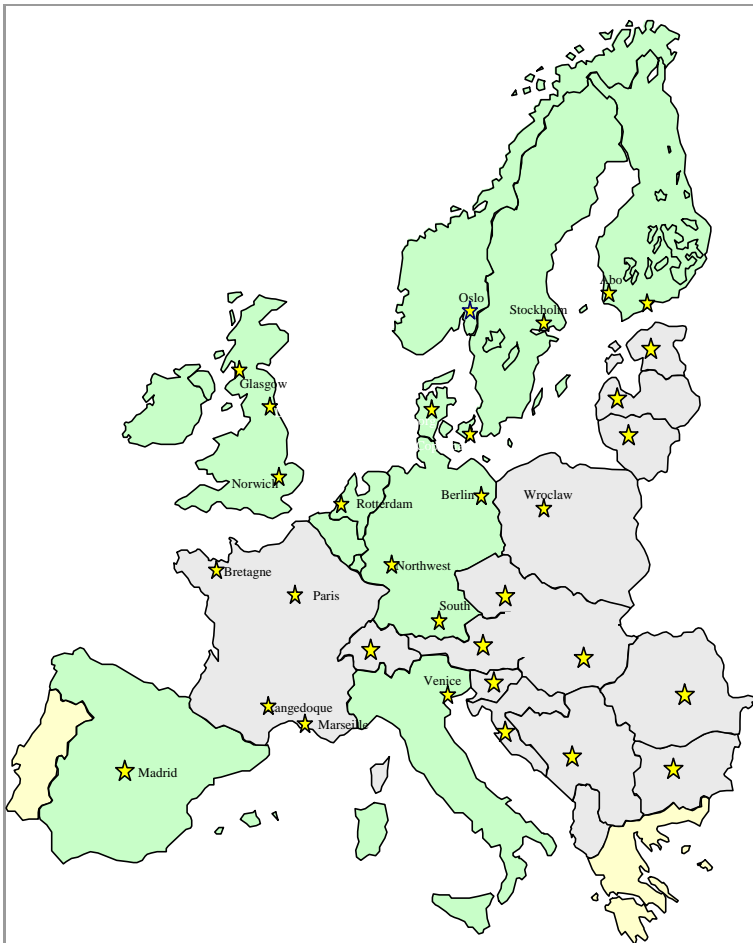 Abo
Oslo
Stockholm
Glasgow
Norwich
Rotterdam
Berlin
Wroclaw
Bretagne
Northwest
Paris
South
Venice
Langedoque
Marseille
Madrid